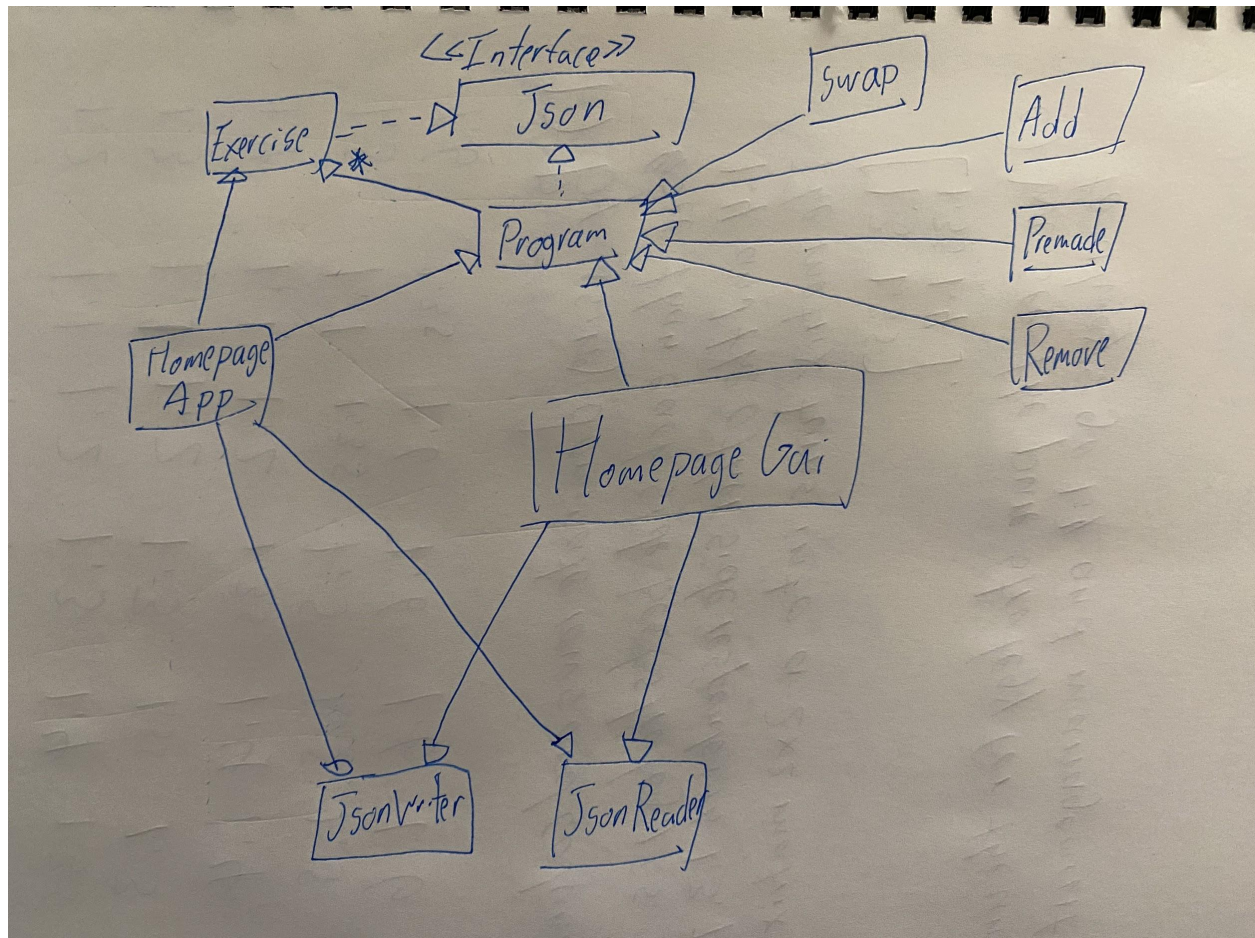 <<Interface>>
Json
Swap
Add
Exercise
*
Program
Premade
Remove
Homepage
App
Homepage Gui
JsonWriter
JsonReader